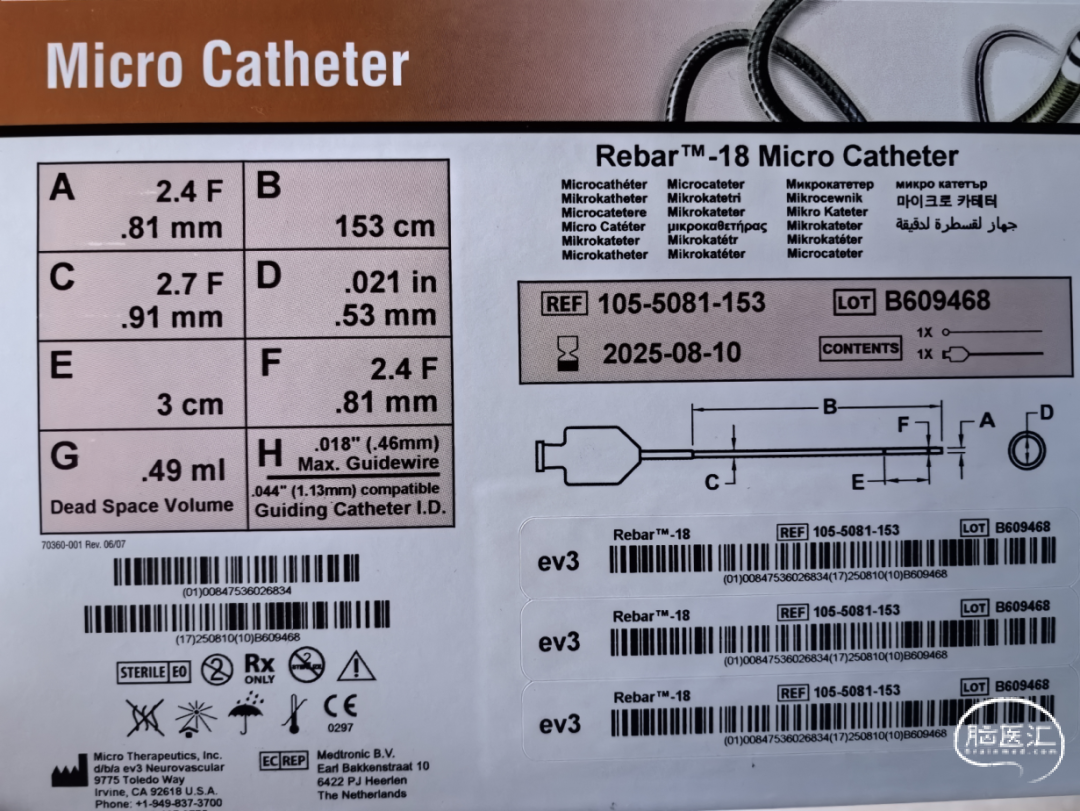 Micro Catheter
A 2.4 F .81 mm
B 153 cm
C 2.7 F .91 mm
D .021 in .53 mm
E 3 cm
F 2.4 F .81 mm
G .49 ml Dead Space Volume
H .018" (.46mm) Max. Guidewire
.044" (1.13mm) compatible Guiding Catheter I.D.
70360-001 Rev. 06/07
(01)00847536026834
(17)250810(10)B609468
STERILE EO 2 Rx ONLY
CE 0297
Micro Therapeutics, Inc.
d/b/a ev3 Neurovascular
9775 Toledo Way
Irvine, CA 92618 U.S.A.
Phone: +1-949-837-3700
EC REP Medtronic B.V.
Earl Bakkenstraat 10
6422 PJ Heerlen
The Netherlands
Rebar™-18 Micro Catheter
Microcathéter Microcateter Микрокатетер микро катетър
Mikrokatheter Mikrokatetri Mikrocewnik 마이크로 카테터
Microcatetere Mikrokateter Mikro Kateter جهاز لقسطرة لدقيقة
Micro Catéter μικροκαθετήρας Mikrokateter
Mikrokateter Mikrokatétr Mikrokatéter
Microkatheter Mikrokatéter Microcateter
REF 105-5081-153 LOT B609468
2025-08-10 CONTENTS 1X
1X
B
F A D
C E
Rebar™-18 REF 105-5081-153 LOT B609468
ev3
(01)00847536026834(17)250810(10)B609468
Rebar™-18 REF 105-5081-153 LOT B609468
ev3
(01)00847536026834(17)250810(10)B609468
Rebar™-18 REF 105-5081-153 LOT B609468
ev3
(01)00847536026834(17)250810(10)B609468
脑医汇
brainmed.com